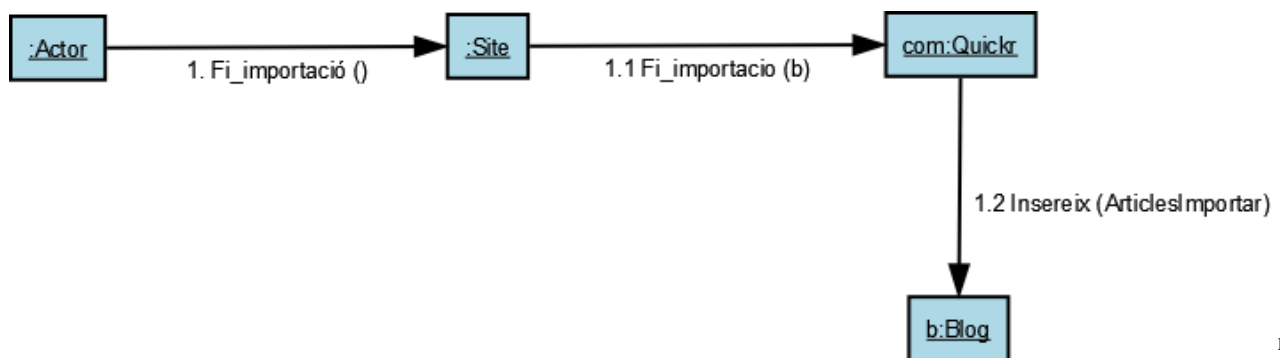 :Actor
1. Fi_importació ()
:Site
1.1 Fi_importacio (b)
com:Quickr
1.2 Insereix (ArticlesImportar)
b:Blog